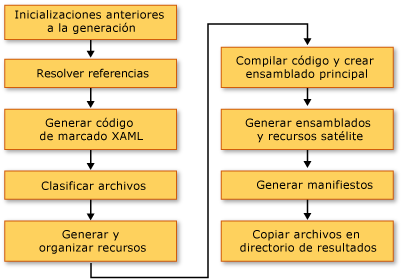 Inicializaciones anteriores
a la generación
Resolver referencias
Generar código
de marcado XAML
Clasificar archivos
Generar y
organizar recursos
Compilar código y crear
ensamblado principal
Generar ensamblados
y recursos satélite
Generar manifiestos
Copiar archivos en
directorio de resultados